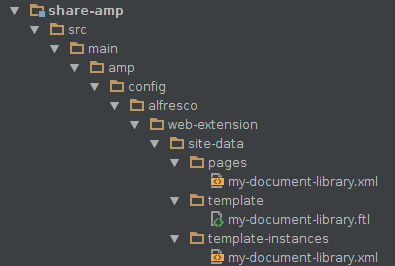 share-amp
src
main
amp
config
alfresco
web-extension
site-data
pages
my-document-library.xml
template
my-document-library.ftl
template-instances
my-document-library.xml